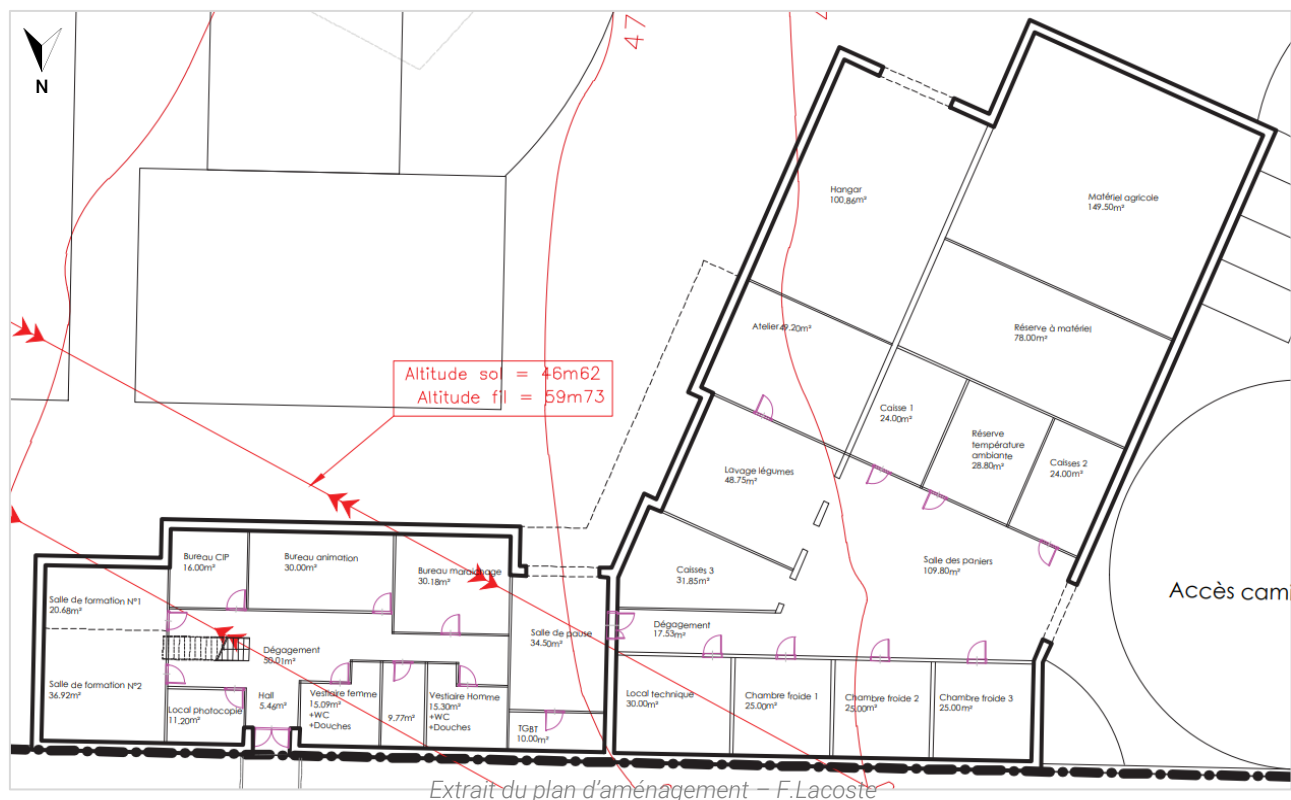 N
47
Altitude sol = 46m62
Altitude fil = 59m73
Hangar
100.86m²
Matériel agricole
149.50m²
Atelier 49.20m²
Réserve à matériel
78.00m²
Caisse 1
24.00m²
Réserve
température
ambiante
28.80m²
Caisses 2
24.00m²
Lavage légumes
48.75m²
Caisses 3
31.85m²
Salle des paniers
109.80m²
Dégagement
17.53m²
Accès cami
Bureau CIP
16.00m²
Bureau animation
30.00m²
Bureau maraichage
30.18m²
Salle de formation N°1
20.68m²
Salle de pause
34.50m²
Dégagement
30.01m²
Salle de formation N°2
36.92m²
Local photocopie
11.20m²
Hall
5.46m²
Vestiaire femme
15.09m²
+WC
+Douches
9.77m²
Vestiaire Homme
15.30m²
+WC
+Douches
TGBT
10.00m²
Local technique
30.00m²
Chambre froide 1
25.00m²
Chambre froide 2
25.00m²
Chambre froide 3
25.00m²
Extrait du plan d'aménagement – F.Lacoste